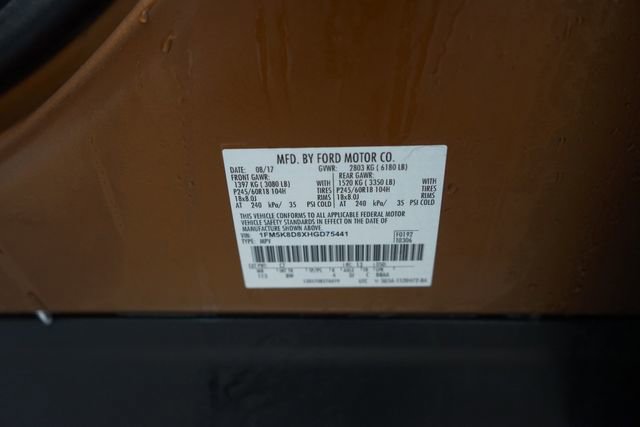 MFD. BY FORD MOTOR CO.
DATE: 08/17 GVWR: 2803 KG ( 6180 LB)
FRONT GAWR: REAR GAWR:
1397 KG ( 3080 LB) WITH 1520 KG ( 3350 LB) WITH
P245/60R18 104H TIRES P245/60R18 104H TIRES
18x8.0J RIMS 18x8.0J RIMS
AT 240 kPa/ 35 PSI COLD AT 240 kPa/ 35 PSI COLD
THIS VEHICLE CONFORMS TO ALL APPLICABLE FEDERAL MOTOR
VEHICLE SAFETY STANDARDS IN EFFECT ON THE DATE OF
MANUFACTURE SHOWN ABOVE.
VIN: 1FM5K8D8XHGD75441 F0192
TYPE: MPV T0306